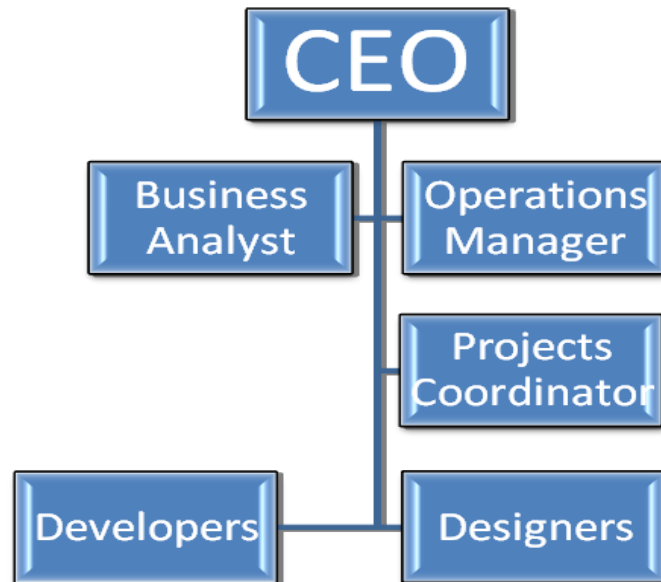 CEO
Business
Analyst
Operations
Manager
Projects
Coordinator
Developers
Designers